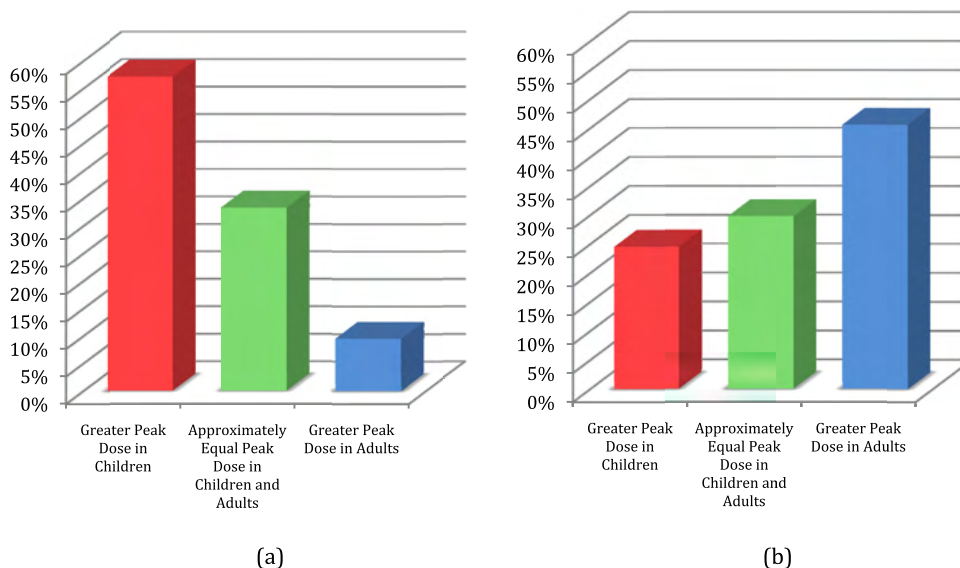 60%
55%
50%
45%
40%
35%
30%
25%
20%
15%
10%
5%
0%
Greater Peak
Dose in
Children
Approximately
Equal Peak
Dose in
Children and
Adults
Greater Peak
Dose in Adults
(a)
60%
55%
50%
45%
40%
35%
30%
25%
20%
15%
10%
5%
0%
Greater Peak
Dose in
Children
Approximately
Equal Peak
Dose in
Children and
Adults
Greater Peak
Dose in Adults
(b)